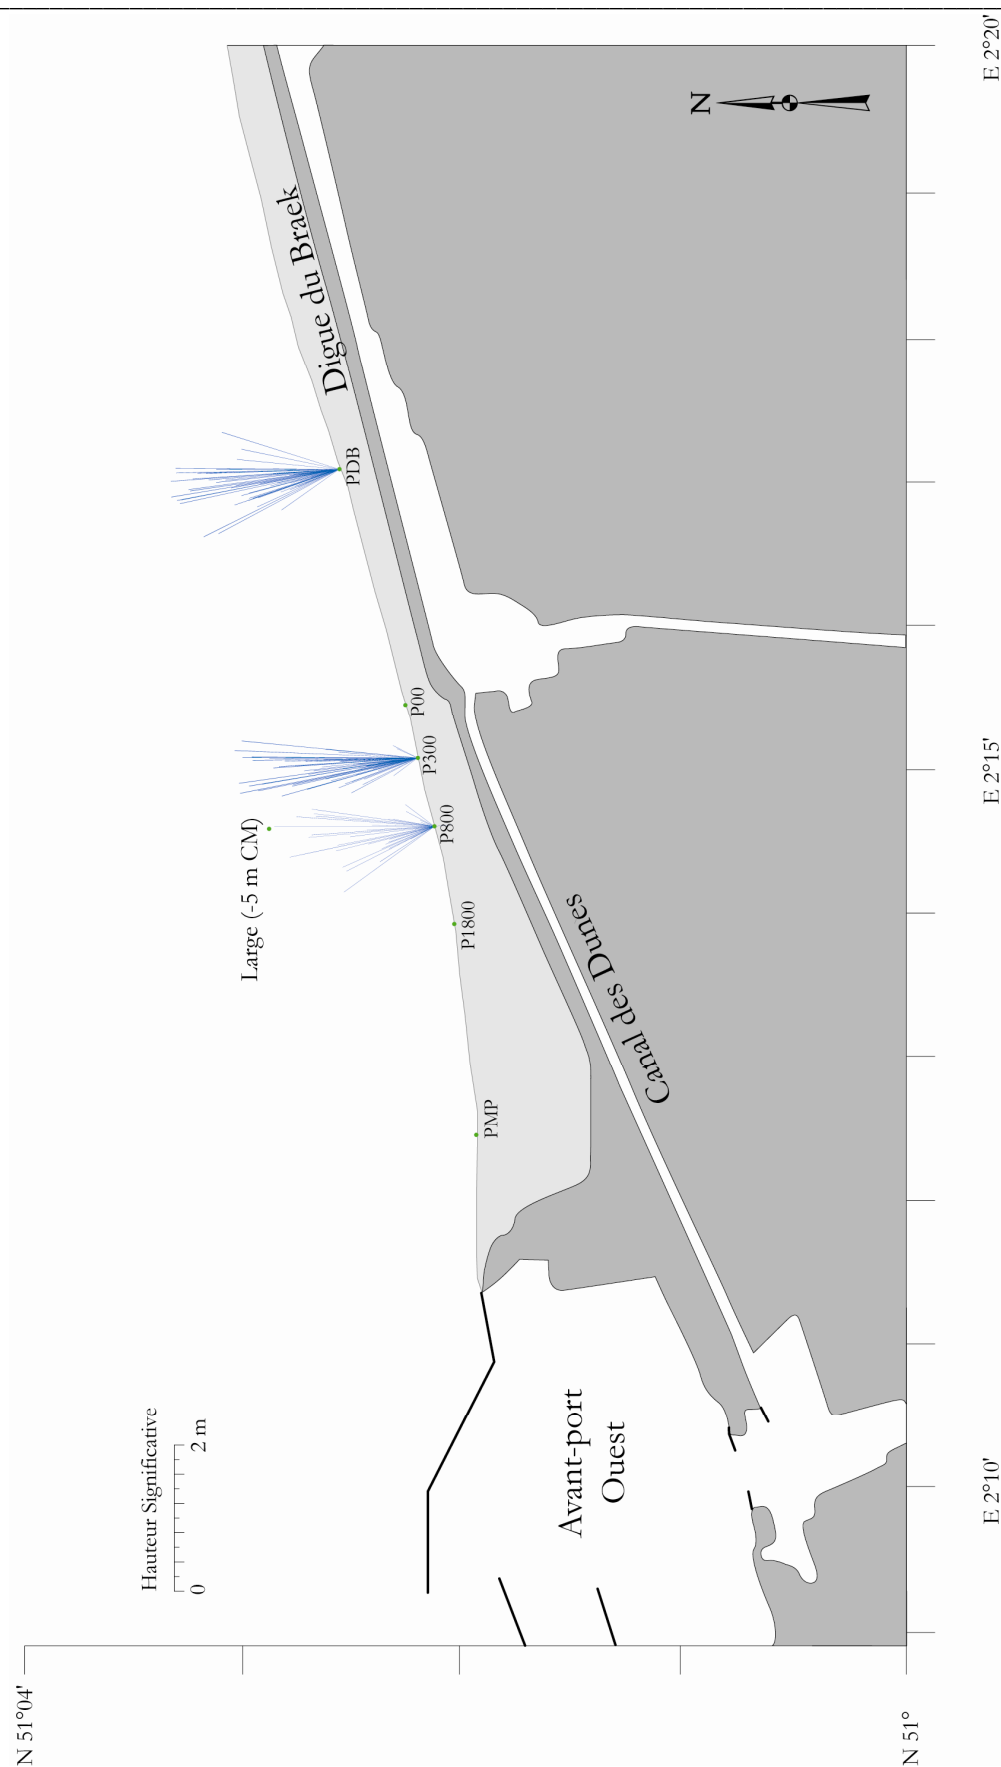 N 51°04'
N 51°
E 2°10'
E 2°15'
E 2°20'
Hauteur Significative
0
2 m
N
Large (-5 m CM)
Digue du Braek
PDB
P00
P300
P800
P1800
PMP
Canal des Dunes
Avant-port
Ouest